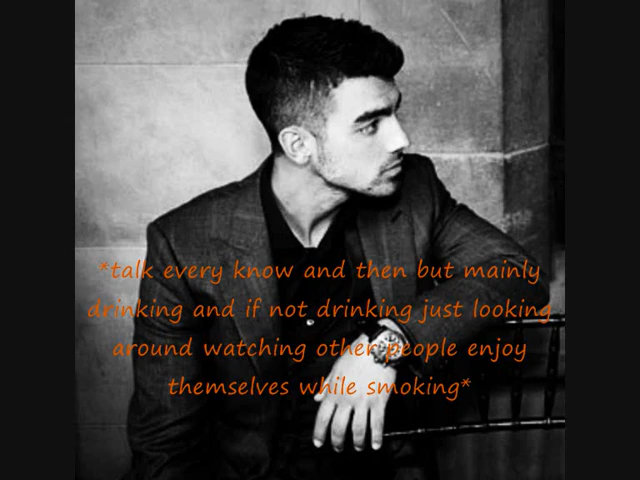 *talk every know and then but mainly
drinking and if not drinking just looking
around watching other people enjoy
themselves while smoking*